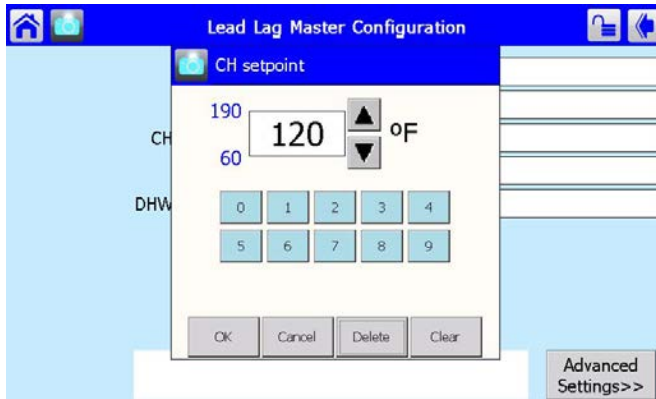 Lead Lag Master Configuration
CH setpoint
190
120 ºF
60
CH
DHW
0 1 2 3 4
5 6 7 8 9
OK Cancel Delete Clear
Advanced
Settings>>